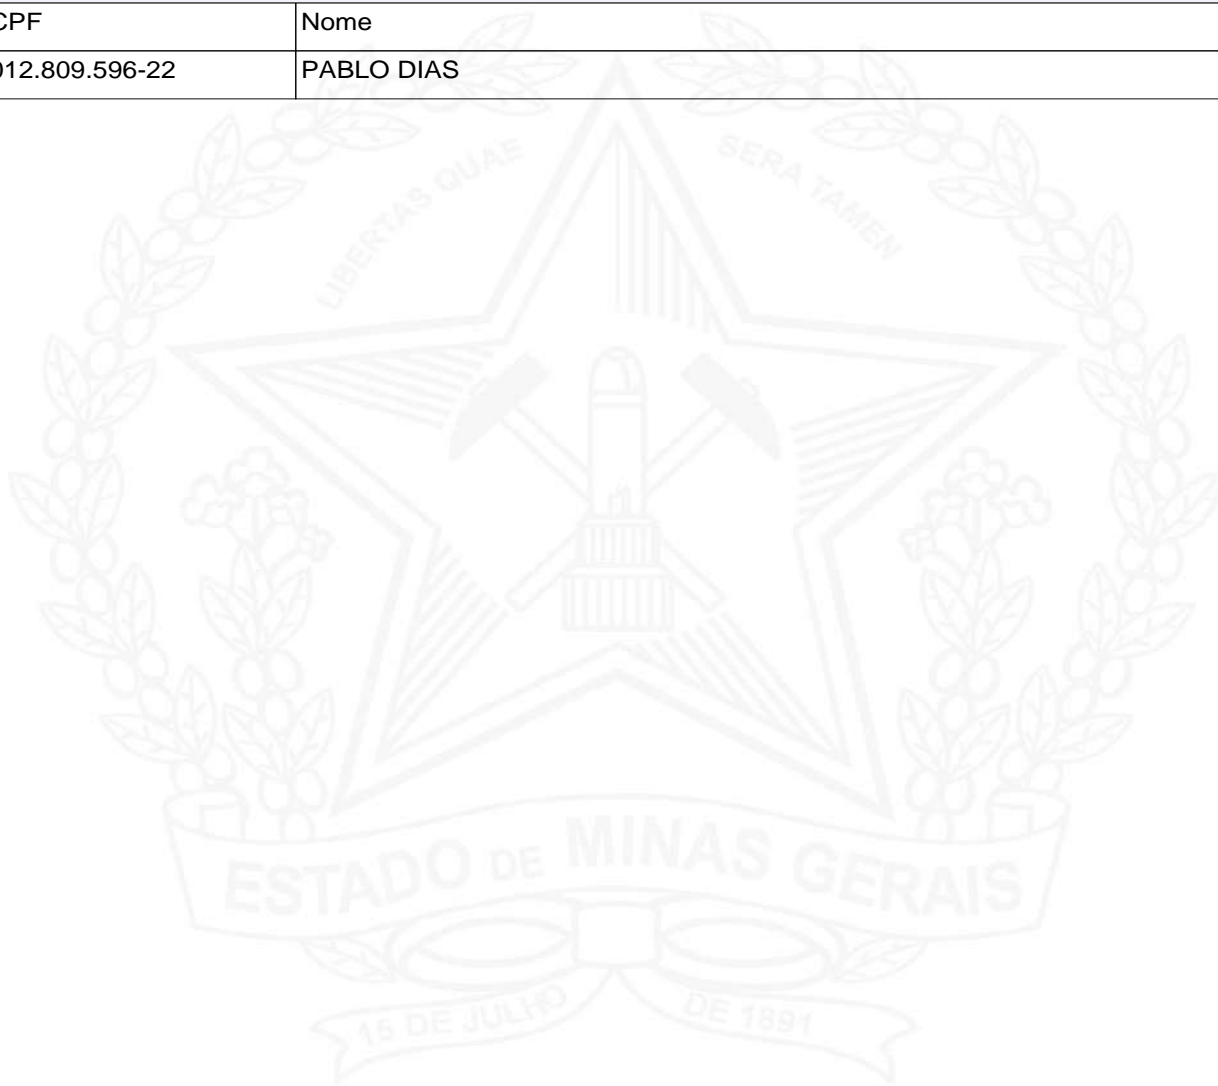 CPF Nome
012.809.596-22 PABLO DIAS
LIBERTAS QUAE SERA TAMEN
ESTADO DE MINAS GERAIS
15 DE JULHO DE 1891